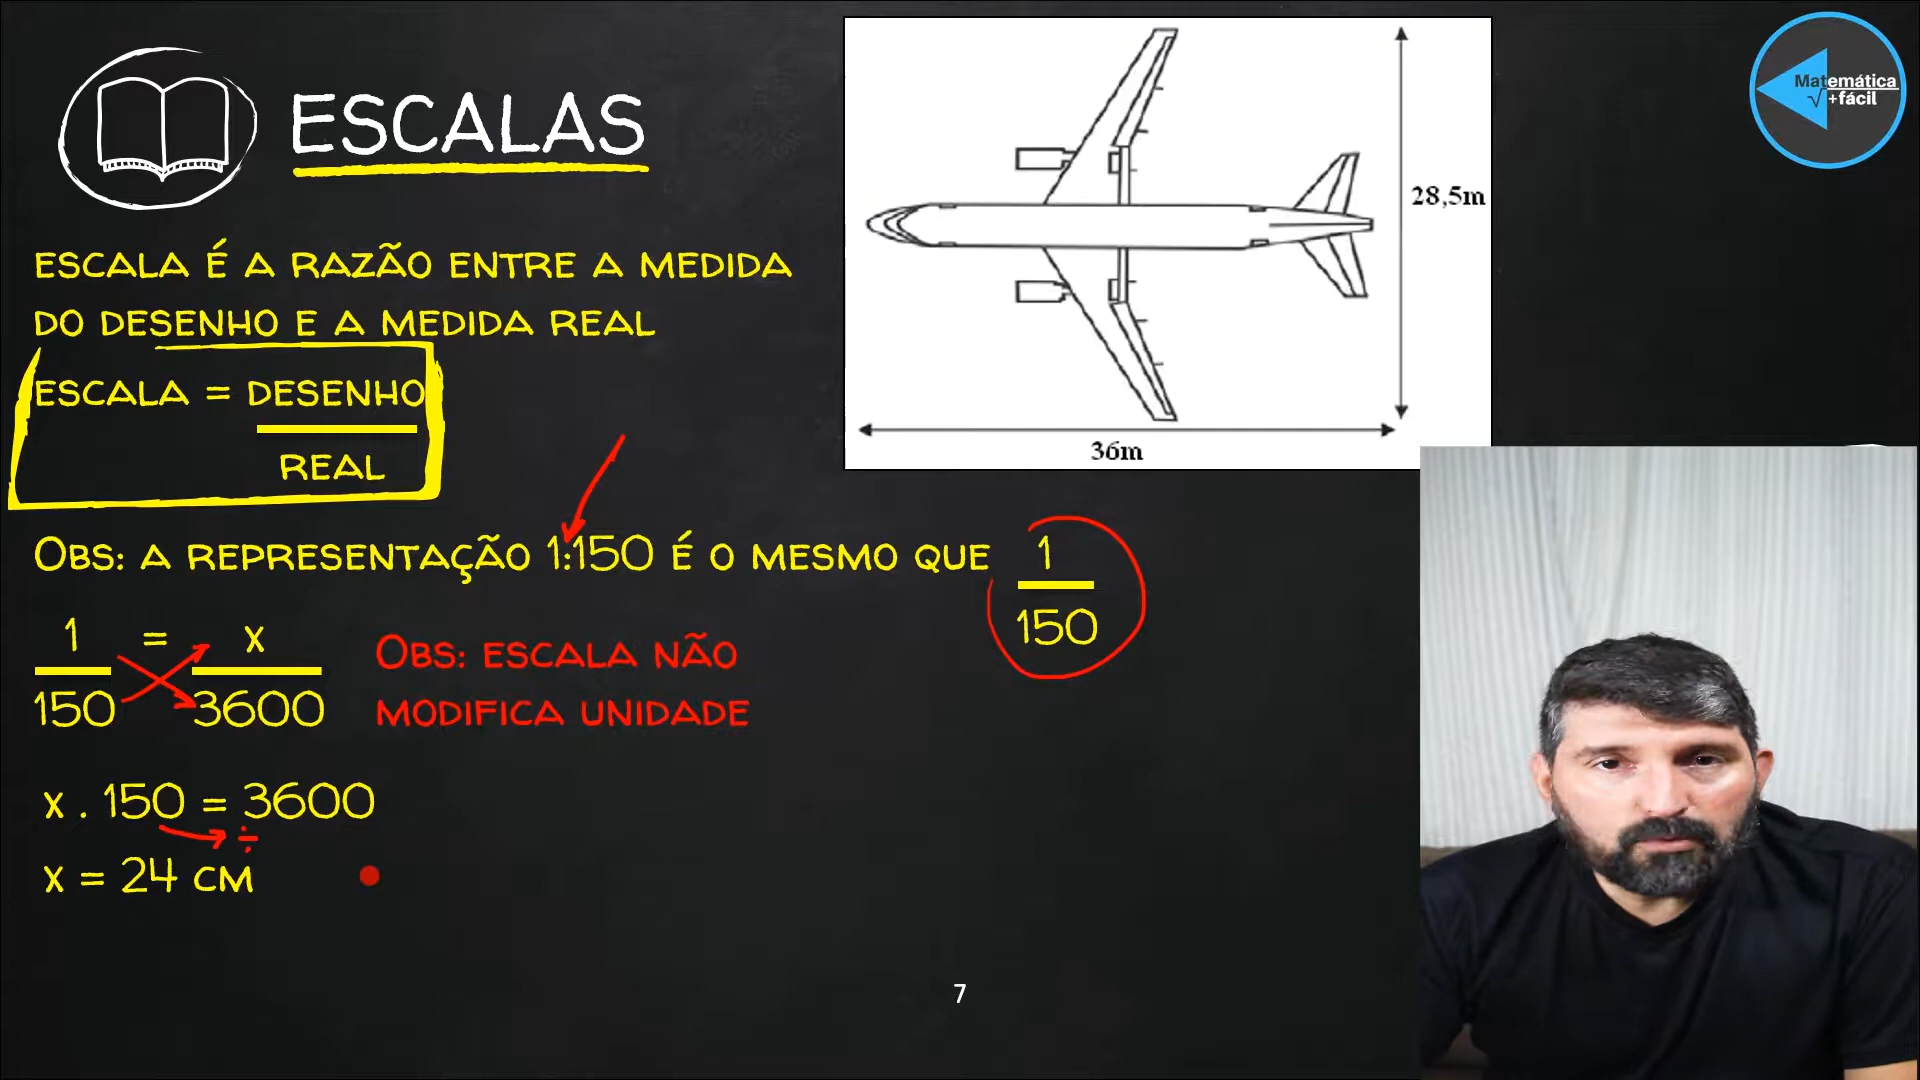 ESCALAS
ESCALA É A RAZÃO ENTRE A MEDIDA
DO DESENHO E A MEDIDA REAL
ESCALA = DESENHO
REAL
OBS: A REPRESENTAÇÃO 1:150 É O MESMO QUE 1
150
1 = X
150 3600
OBS: ESCALA NÃO
MODIFICA UNIDADE
X . 150 = 3600
÷
X = 24 CM
28,5m
36m
Matemática
√ +fácil
7